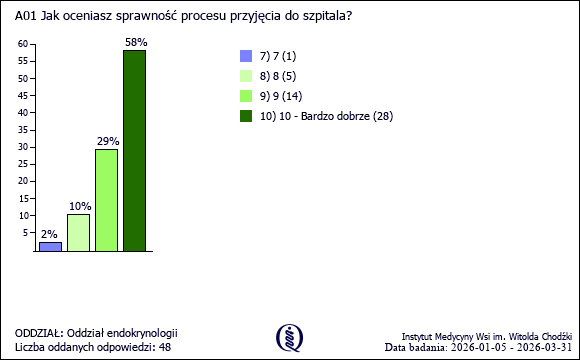 A01 Jak oceniasz sprawność procesu przyjęcia do szpitala?
60
55
50
45
40
35
30
25
20
15
10
5
2%
10%
29%
58%
7) 7 (1)
8) 8 (5)
9) 9 (14)
10) 10 - Bardzo dobrze (28)
ODDZIAŁ: Oddział endokrynologii
Liczba oddanych odpowiedzi: 48
Instytut Medycyny Wsi im. Witolda Chodźki
Data badania: 2026-01-05 - 2026-03-31